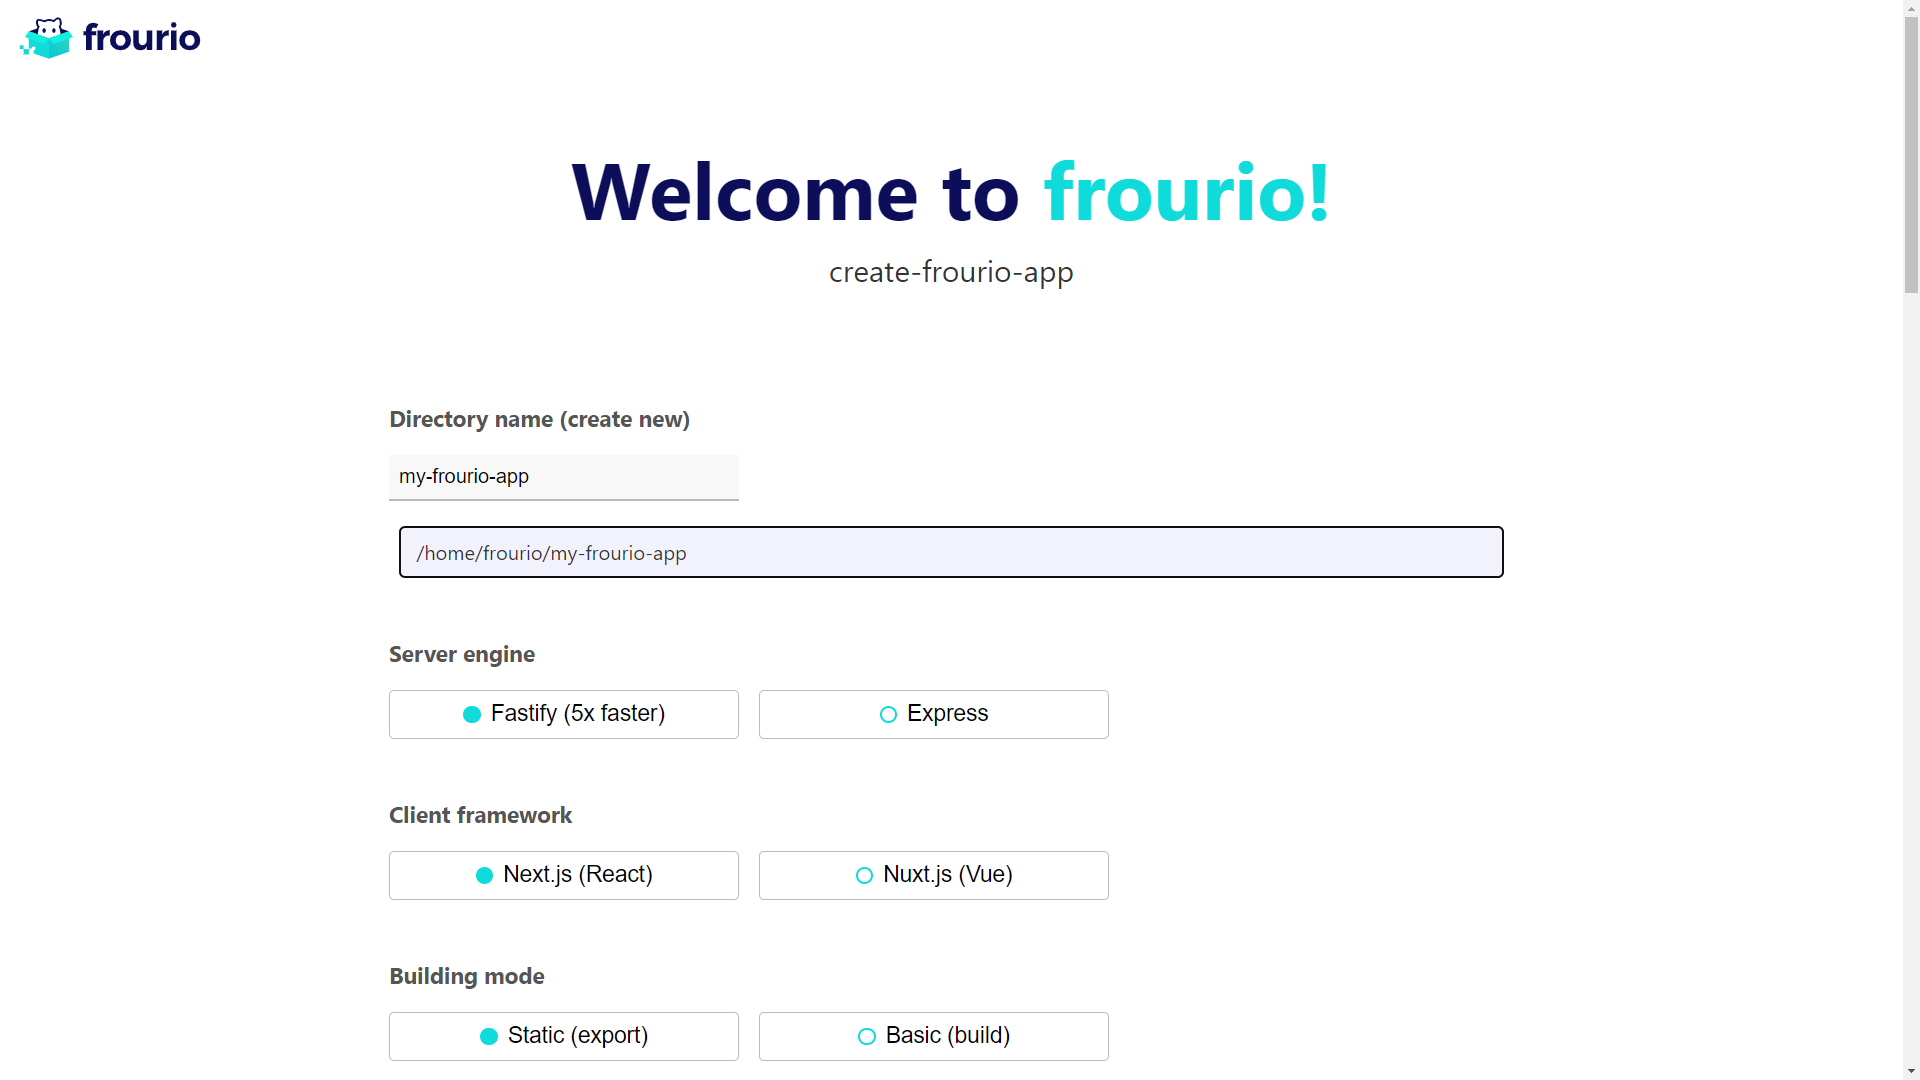 frourio
Welcome to frourio!
create-frourio-app
Directory name (create new)
my-frourio-app
/home/frourio/my-frourio-app
Server engine
Fastify (5x faster)
Express
Client framework
Next.js (React)
Nuxt.js (Vue)
Building mode
Static (export)
Basic (build)